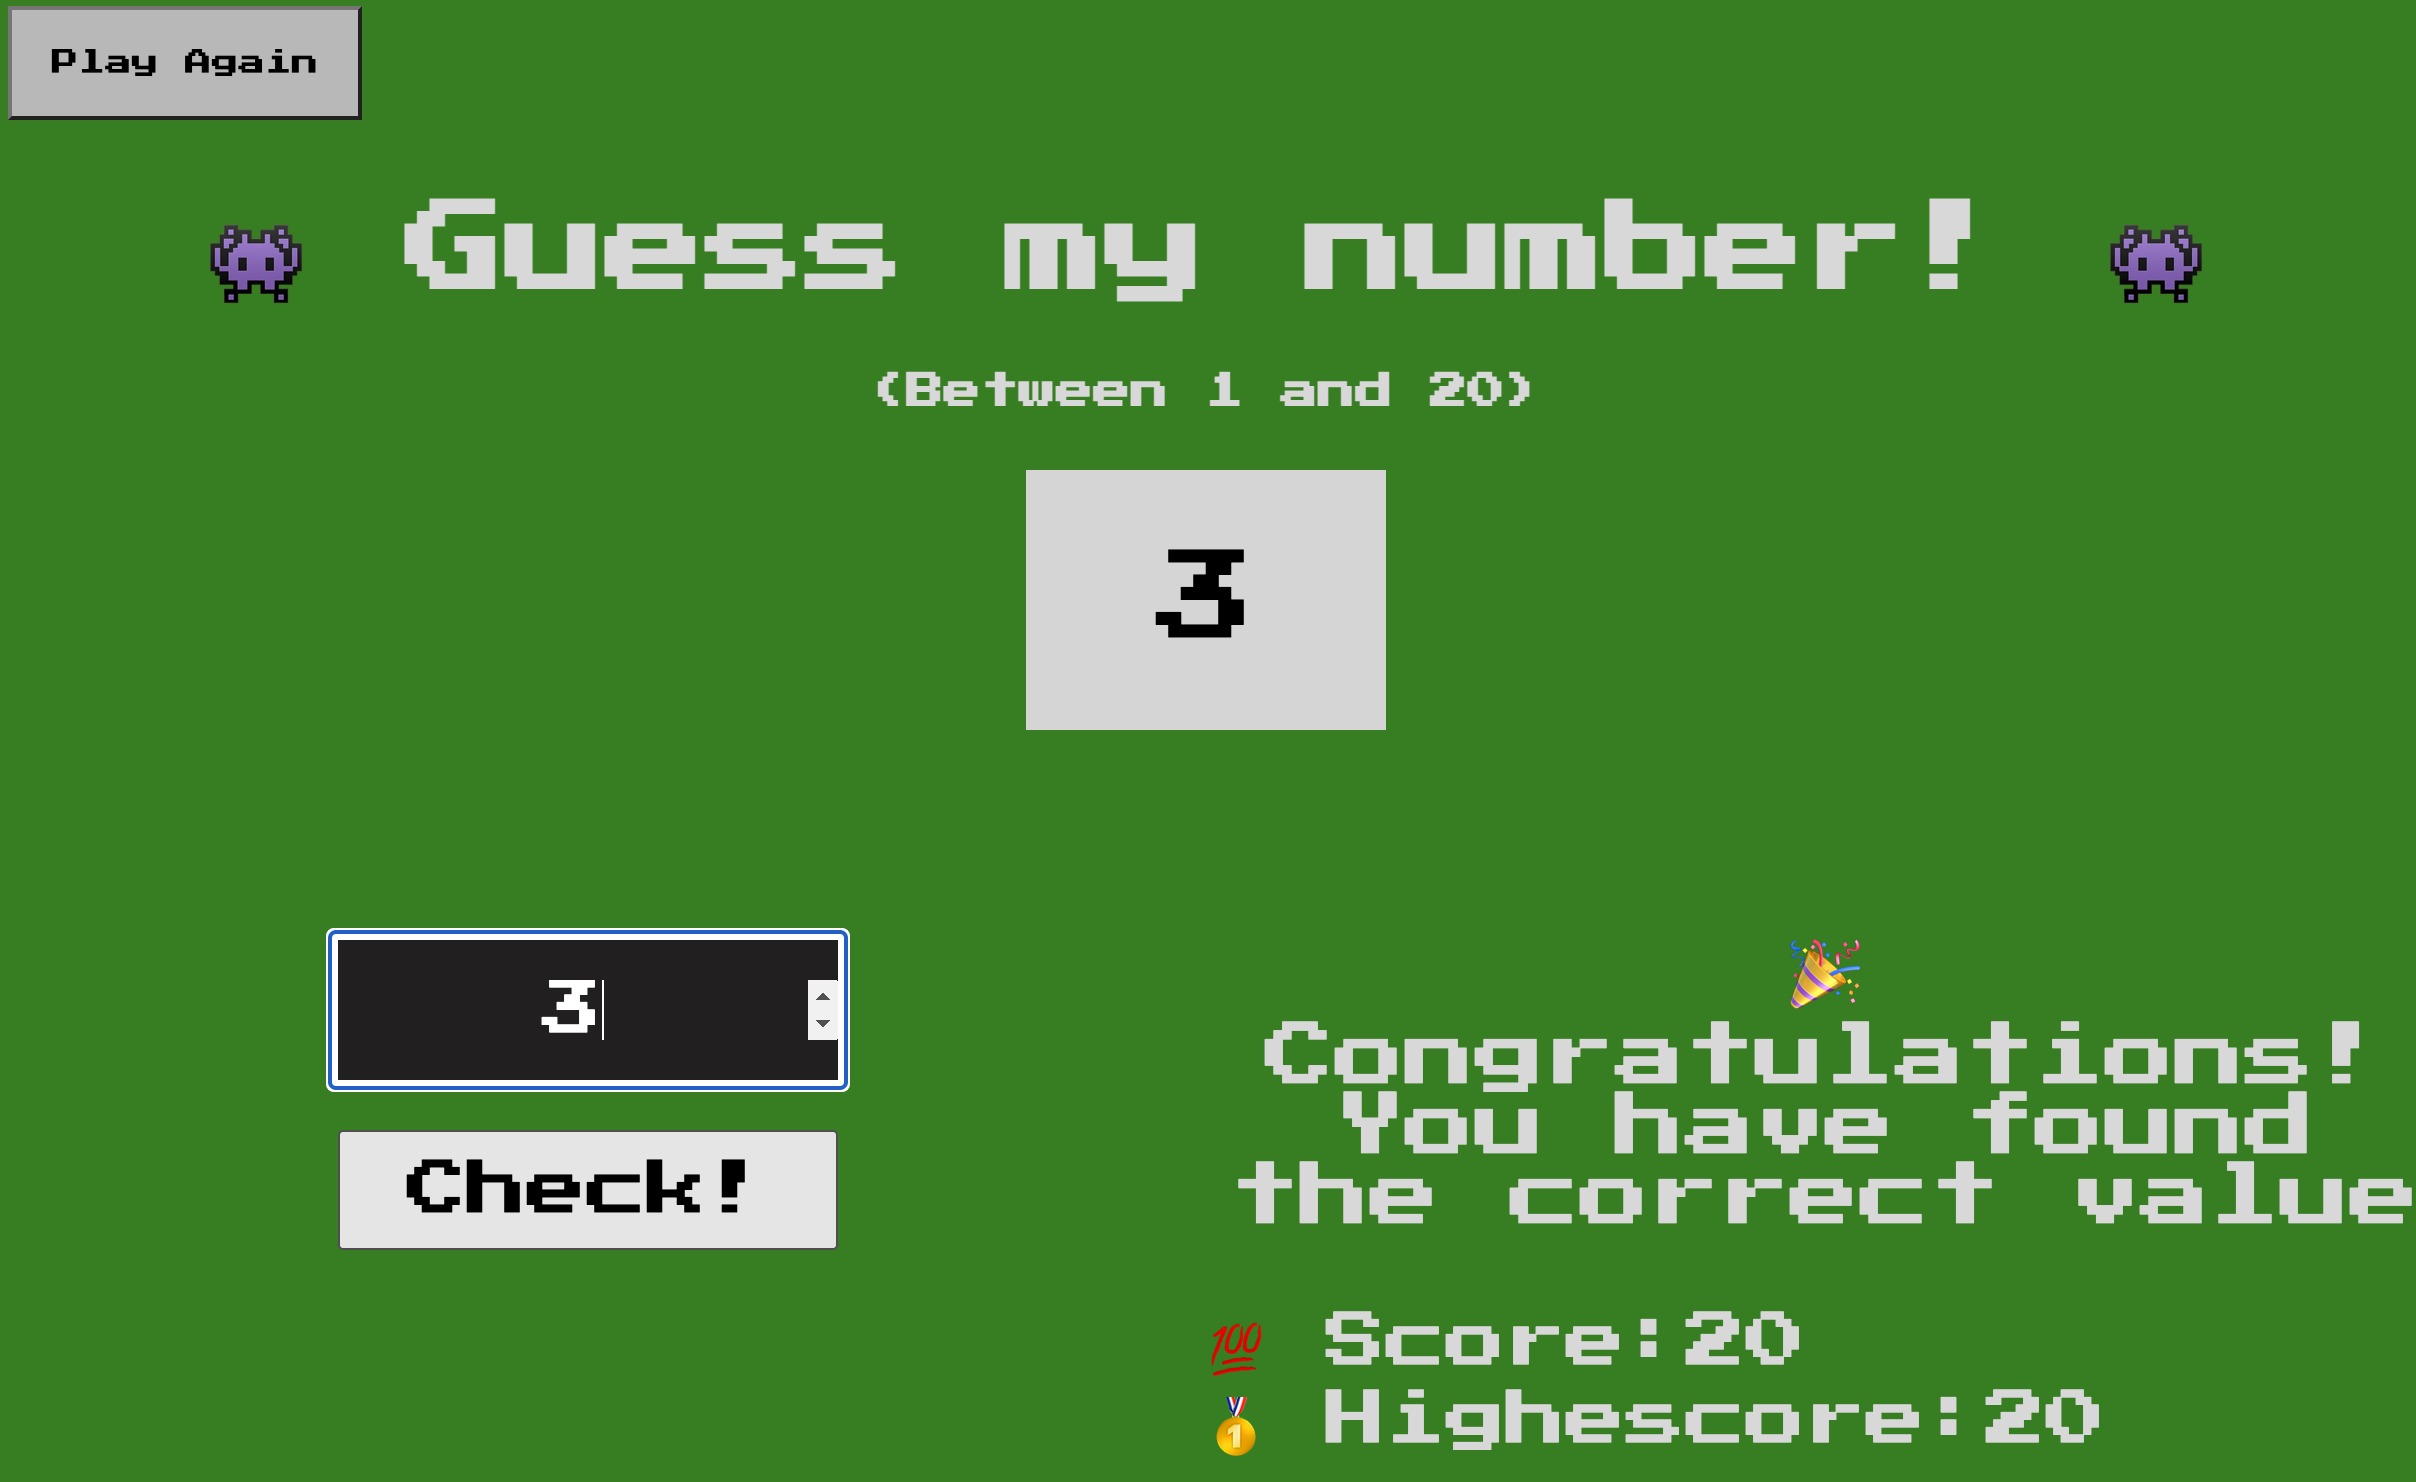 Play Again
👾 Guess my number! 👾
(Between 1 and 20)
3
3
Check!
🎉
Congratulations!
You have found
the correct value
💯 Score:20
🥇 Highescore:20